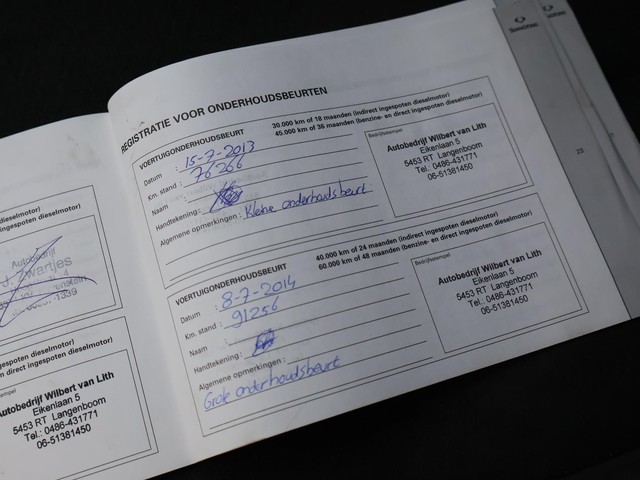 REGISTRATIE VOOR ONDERHOUDSBEURTEN
30.000 km of 18 maanden (indirect ingespoten dieselmotor)
45.000 km of 36 maanden (benzine- en direct ingespoten dieselmotor)
VOERTUIGONDERHOUDSBEURT
Datum : 15-7-2013
Km. stand : 76266
Naam :
Handtekening :
Algemene opmerkingen : Kleine onderhoudsbeurt
Bedrijfsstempel
Autobedrijf Wilbert van Lith
Eikenlaan 5
5453 RT Langenboom
Tel.: 0486-431771
06-51381450
40.000 km of 24 maanden (indirect ingespoten dieselmotor)
60.000 km of 48 maanden (benzine- en direct ingespoten dieselmotor)
VOERTUIGONDERHOUDSBEURT
Datum : 8-7-2014
Km. stand : 91256
Naam :
Handtekening :
Algemene opmerkingen :
Grote onderhoudsbeurt
Bedrijfsstempel
Autobedrijf Wilbert van Lith
Eikenlaan 5
5453 RT Langenboom
Tel.: 0486-431771
06-51381450
dieselmotor)
ingespoten dieselmotor)
Autobedrijf
J. Zwartjes
ingespoten dieselmotor)
direct ingespoten dieselmotor)
Autobedrijf Wilbert van Lith
Eikenlaan 5
5453 RT Langenboom
Tel.: 0486-431771
06-51381450
SSANGYONG
23